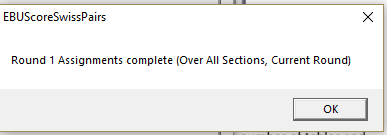 EBUScoreSwissPairs
Round 1 Assignments complete (Over All Sections, Current Round)
OK